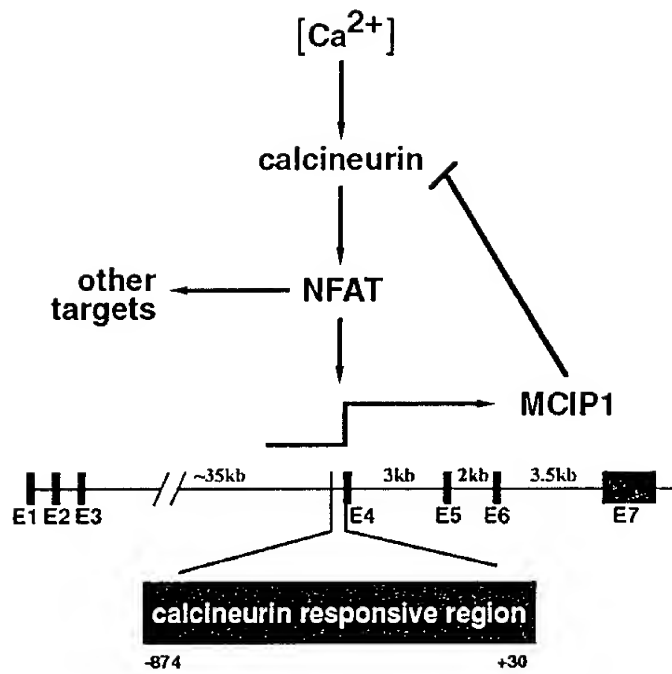 [Ca2+]
calcineurin
other
targets
NFAT
MCIP1
~35kb
3kb
2kb
3.5kb
E1
E2
E3
E4
E5
E6
E7
calcineurin responsive region
-874
+30